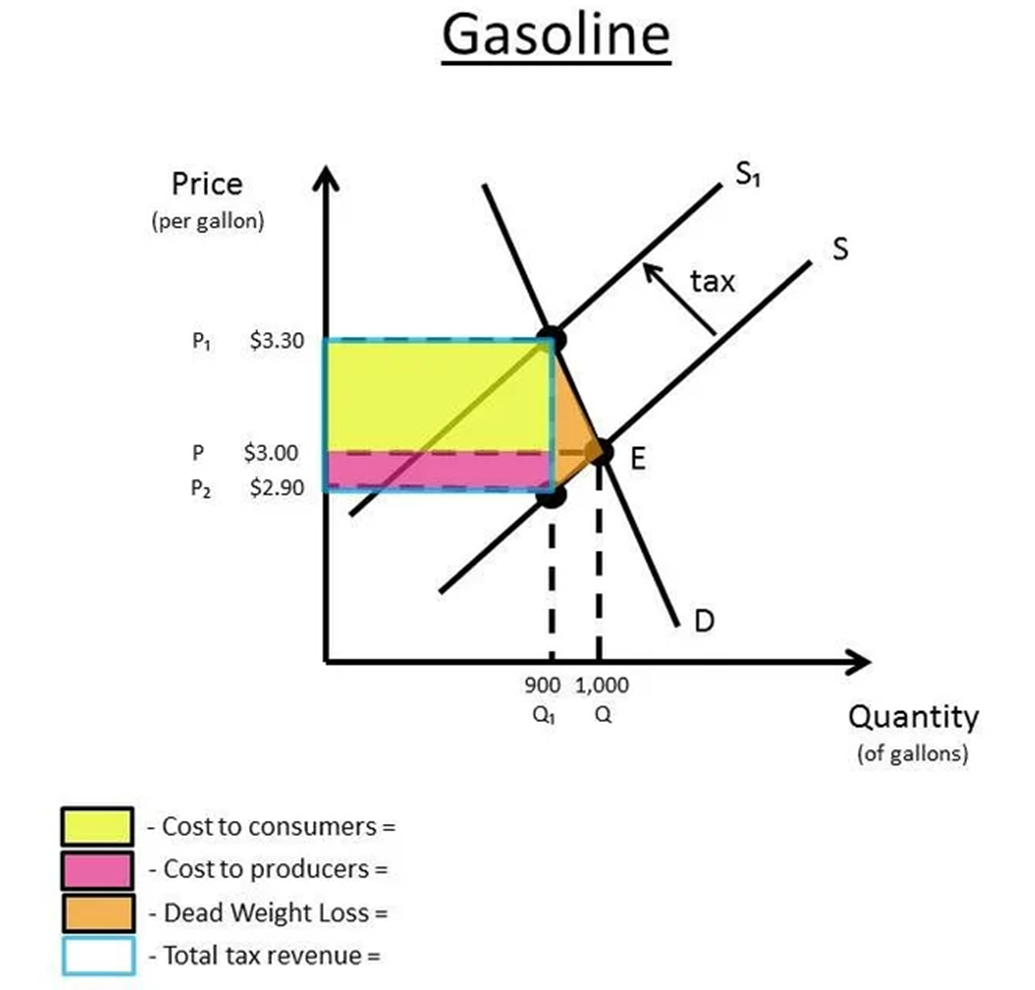 Gasoline
Price
(per gallon)
S₁
S
tax
P₁ $3.30
P $3.00
E
P₂ $2.90
D
900 1,000
Q₁ Q
Quantity
(of gallons)
- Cost to consumers =
- Cost to producers =
- Dead Weight Loss =
- Total tax revenue =